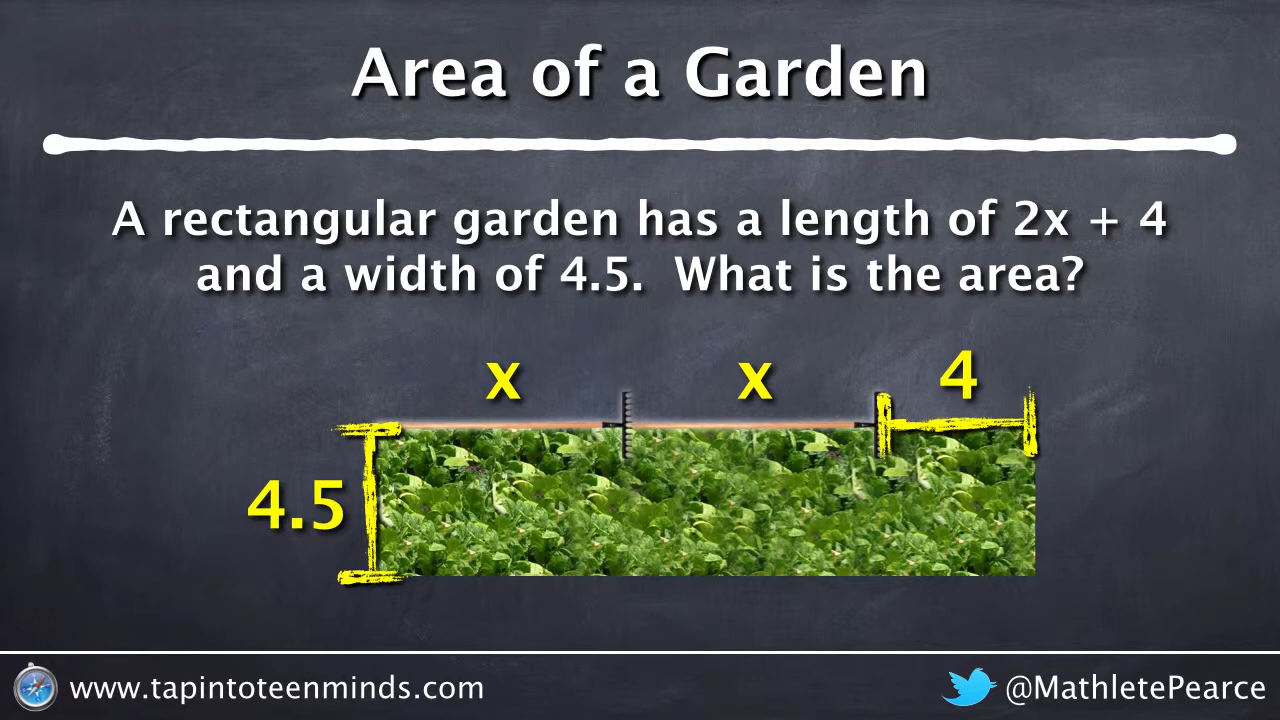 Area of a Garden
A rectangular garden has a length of 2x + 4
and a width of 4.5.  What is the area?
x x 4
4.5
www.tapintoteenminds.com
@MathletePearce